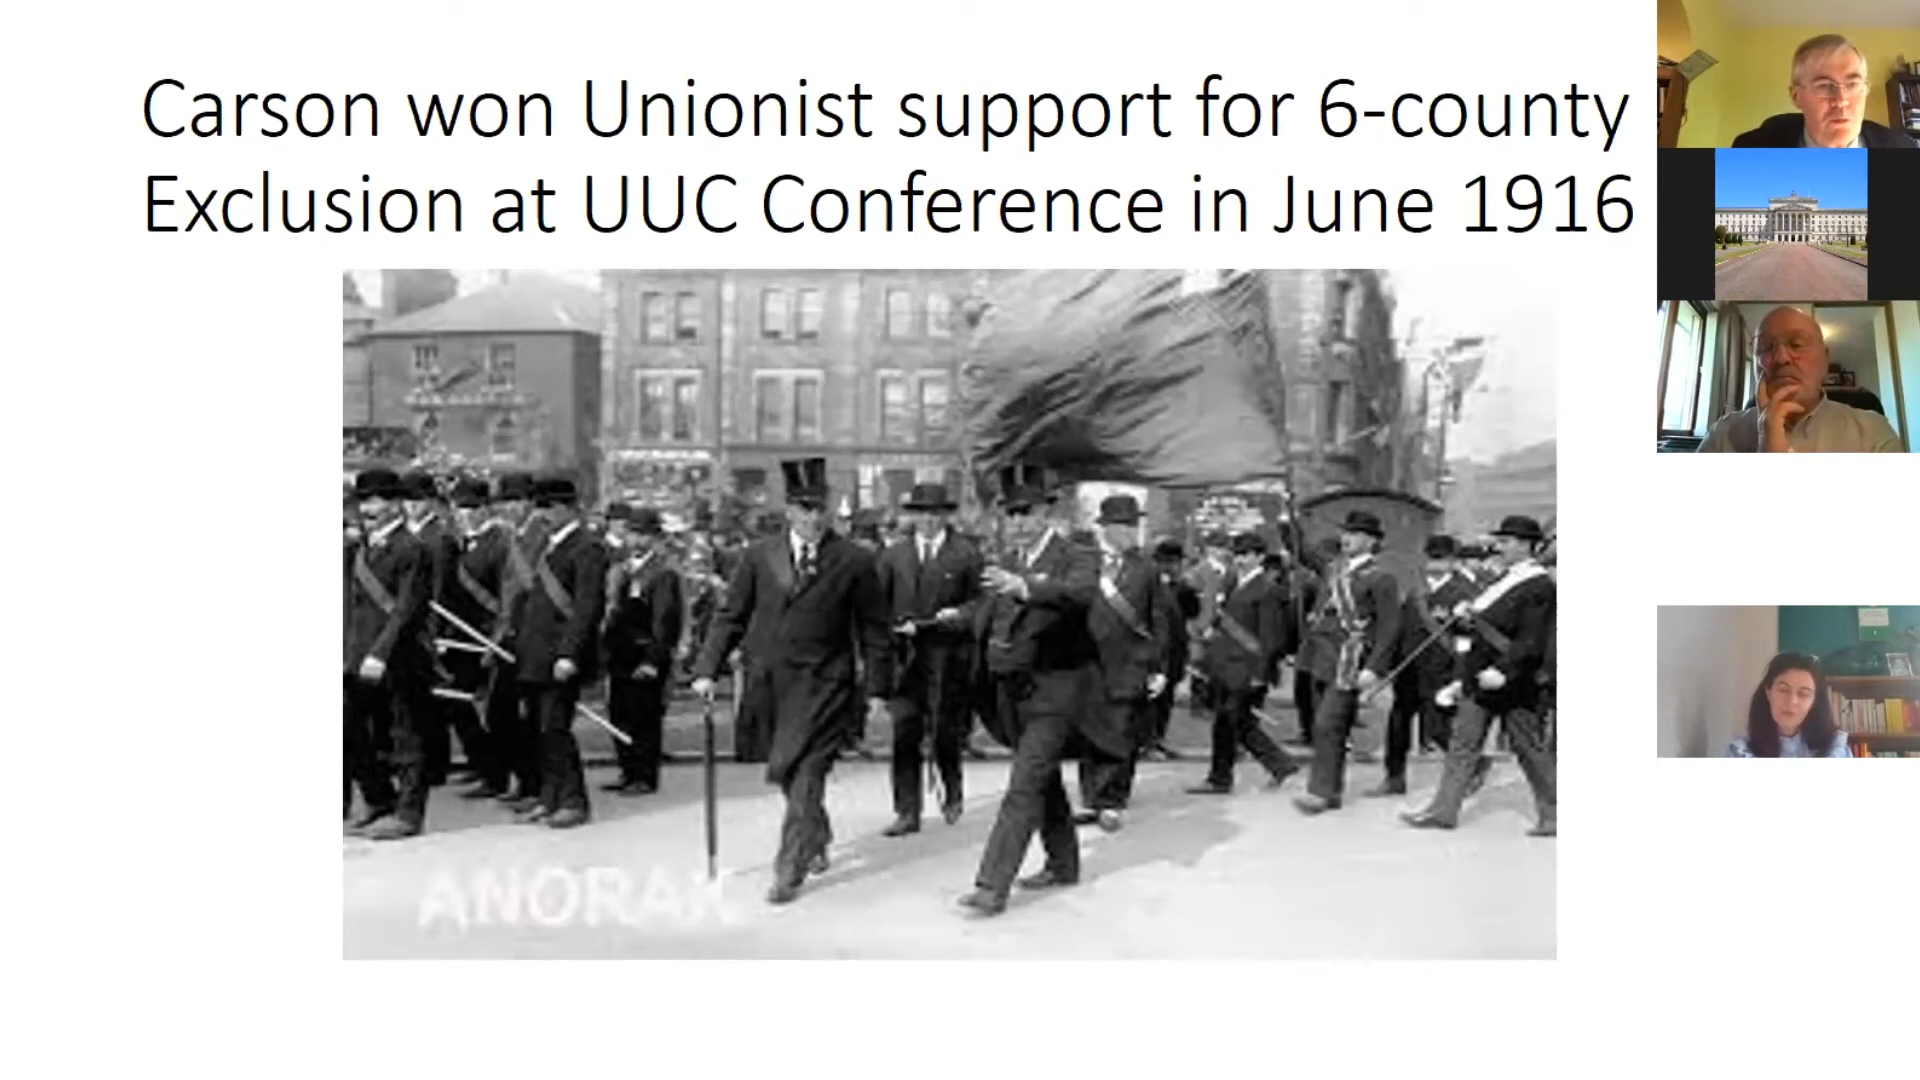 Carson won Unionist support for 6-county
Exclusion at UUC Conference in June 1916
ANORAK